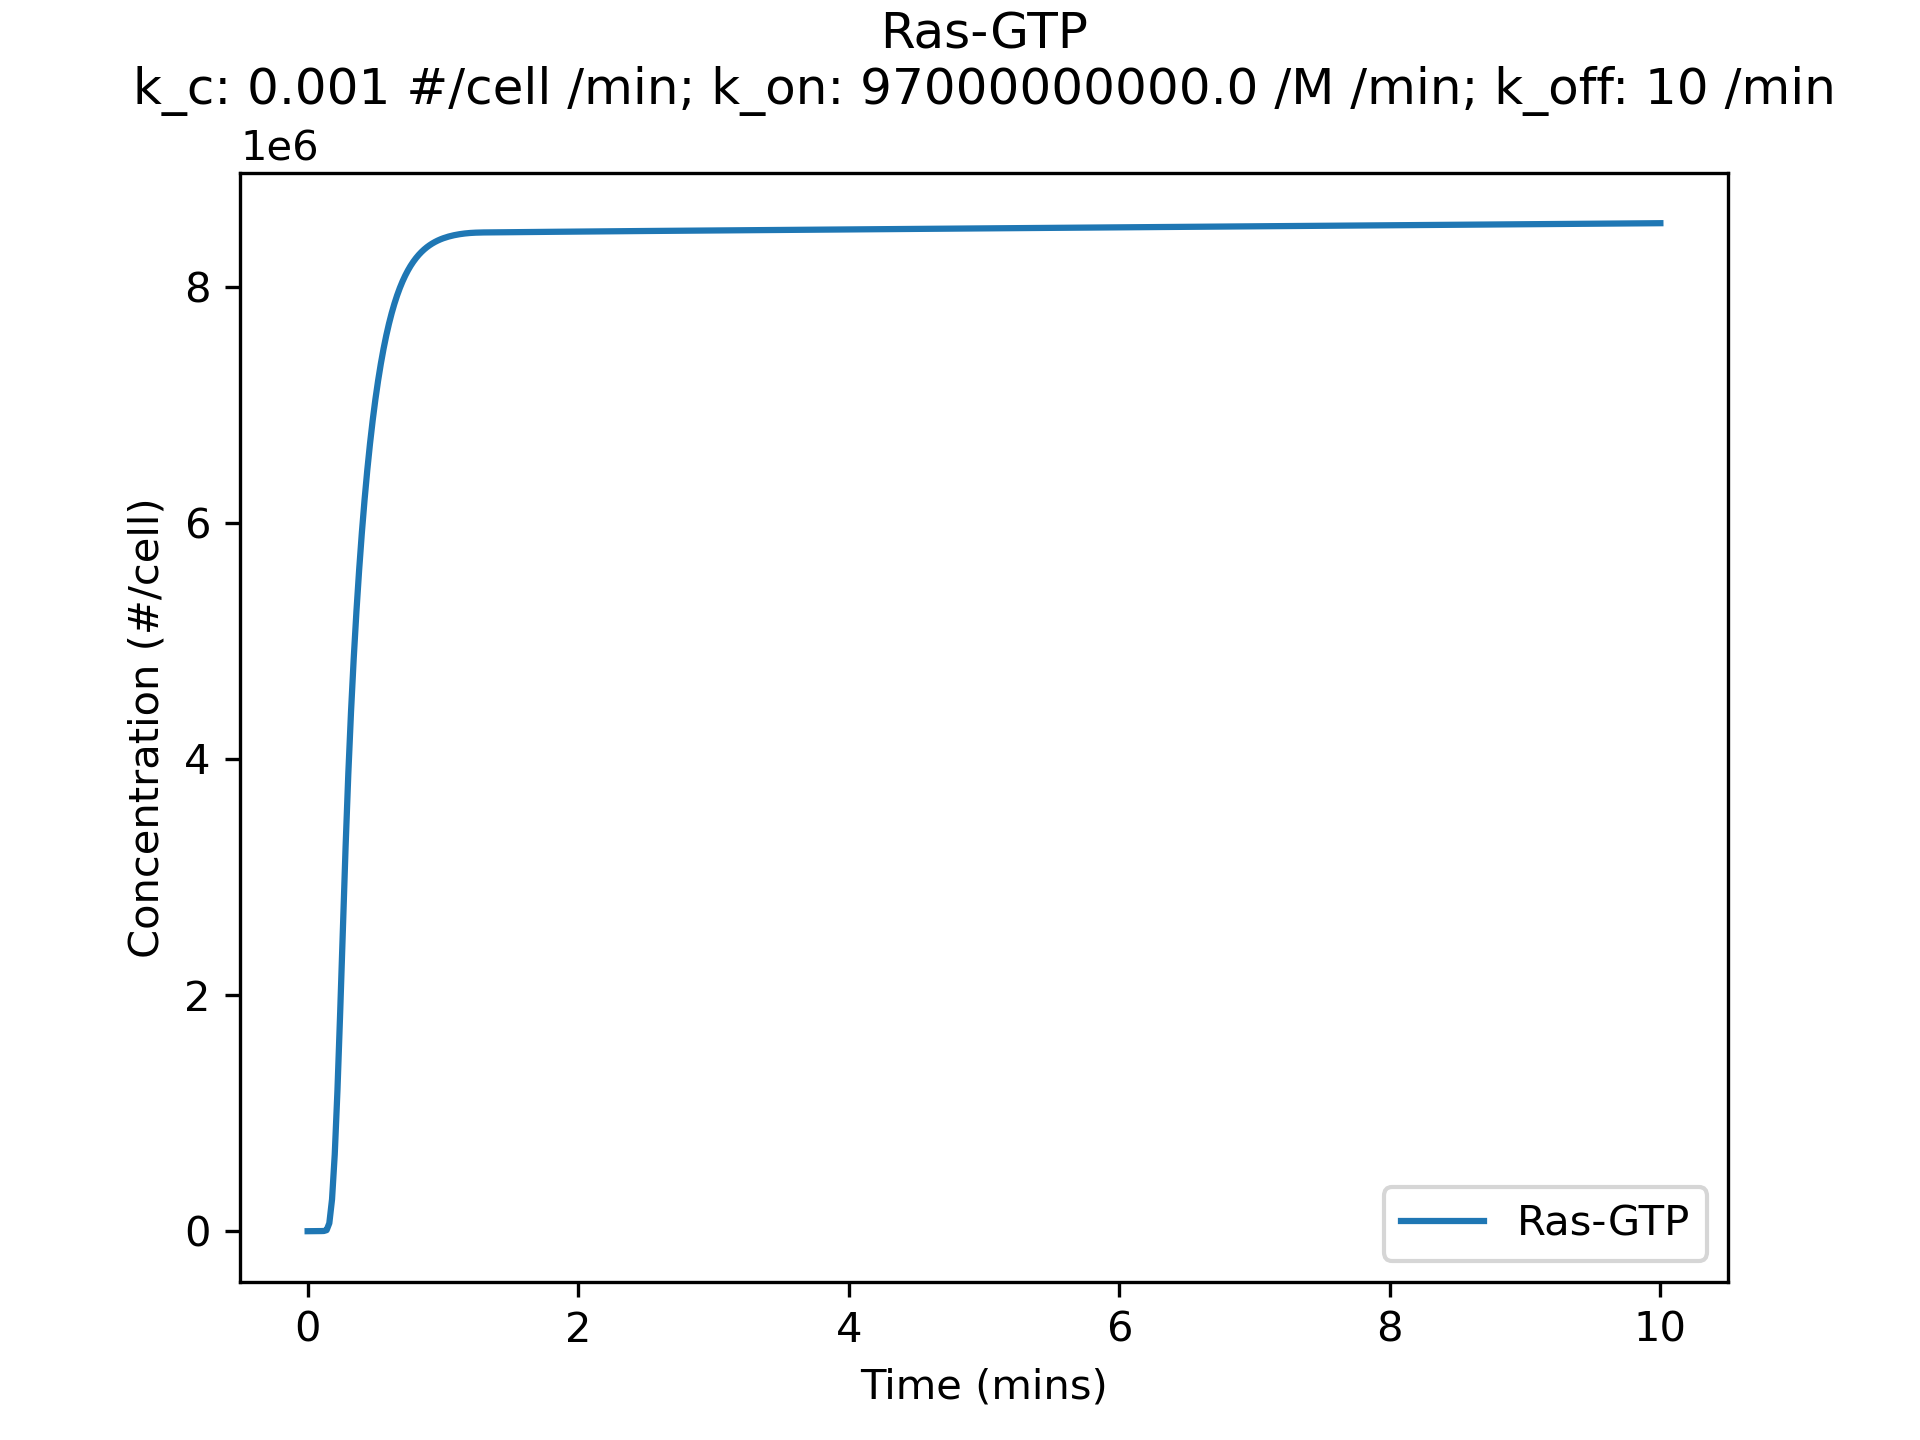 Ras-GTP
k_c: 0.001 #/cell /min; k_on: 97000000000.0 /M /min; k_off: 10 /min
1e6
8
6
4
2
0
Concentration (#/cell)
0 2 4 6 8 10
Time (mins)
Ras-GTP